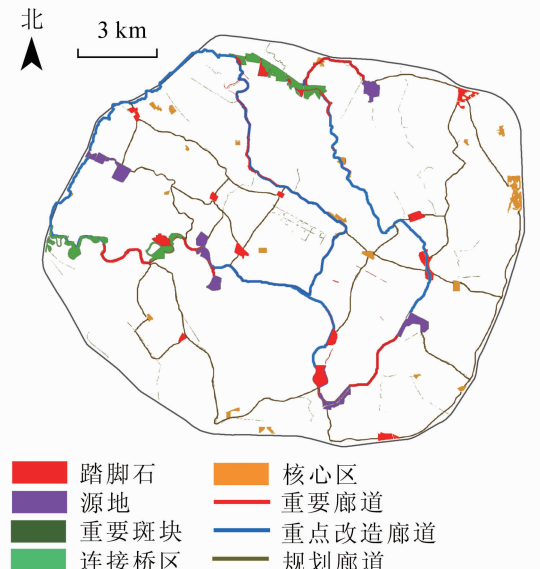 北
3 km
踏脚石
核心区
源地
重要廊道
重要斑块
重点改造廊道
连接桥区
规划廊道